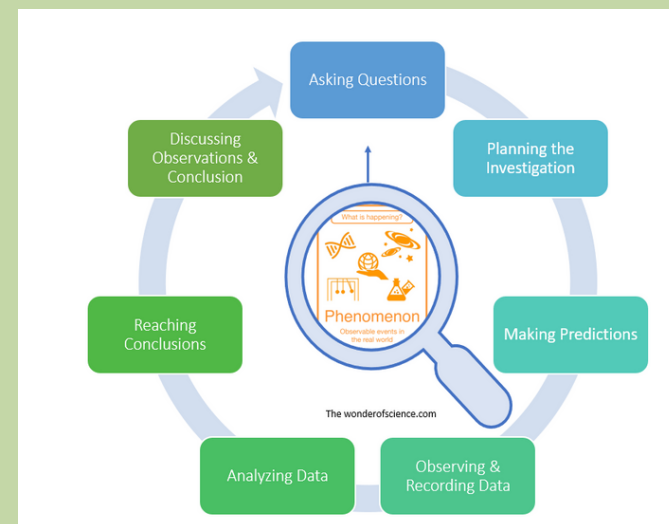 Asking Questions
Planning the
Investigation
Making Predictions
Observing &
Recording Data
Analyzing Data
Reaching
Conclusions
Discussing
Observations &
Conclusion
What is happening?
Phenomenon
Observable events in
the real world
The wonderofscience.com